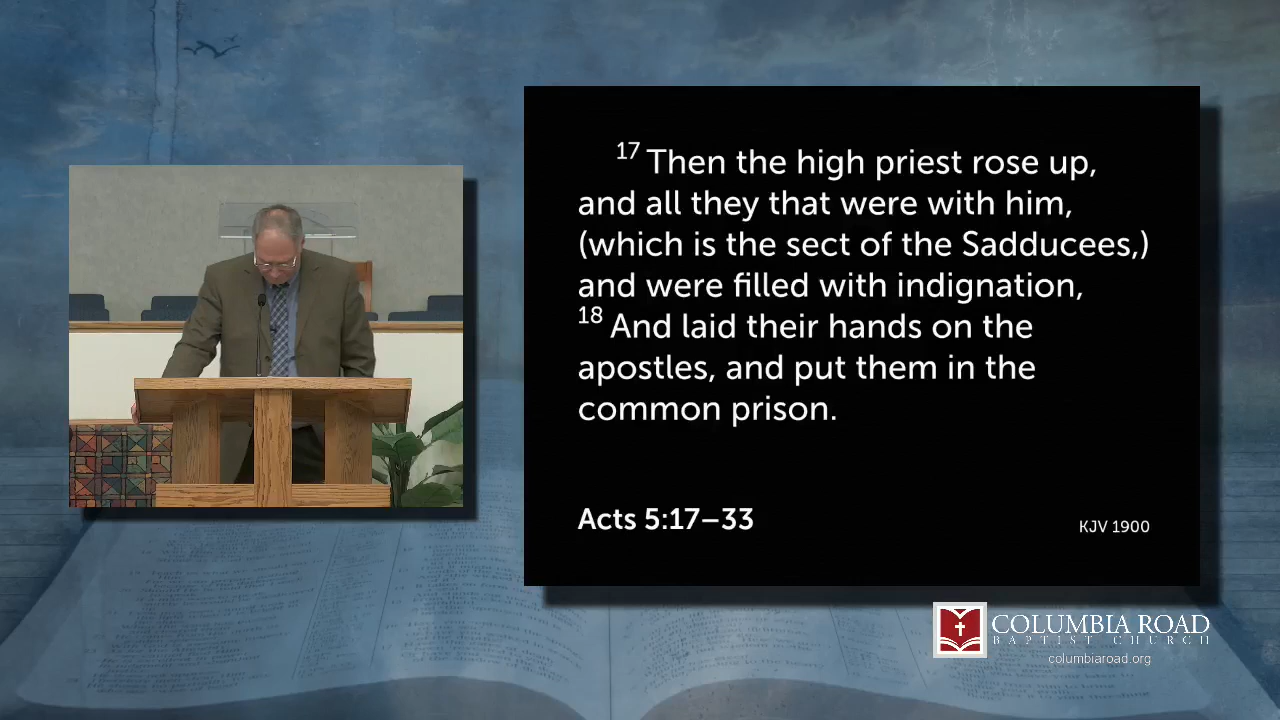 17 Then the high priest rose up,
and all they that were with him,
(which is the sect of the Sadducees,)
and were filled with indignation,
18 And laid their hands on the
apostles, and put them in the
common prison.
Acts 5:17–33
KJV 1900
COLUMBIA ROAD
BAPTIST CHURCH
columbiaroad.org